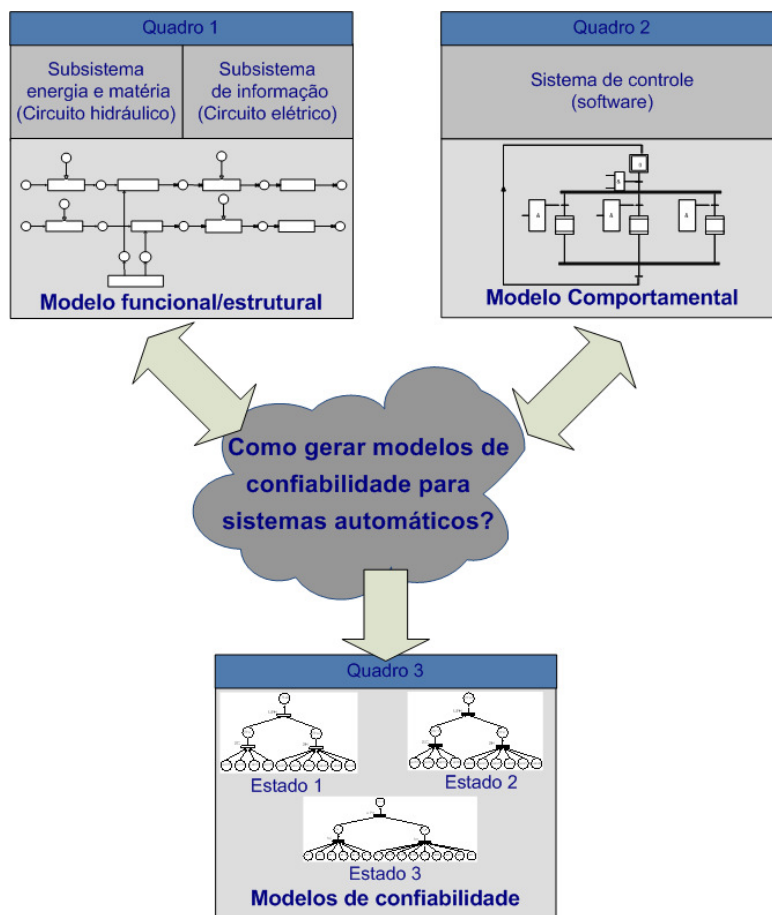 Quadro 1
Subsistema
energia e matéria
(Circuito hidráulico)
Subsistema
de informação
(Circuito elétrico)
Modelo funcional/estrutural
Quadro 2
Sistema de controle
(software)
&
&
&
&
Modelo Comportamental
Como gerar modelos de
confiabilidade para
sistemas automáticos?
Quadro 3
Estado 1
Estado 2
Estado 3
Modelos de confiabilidade